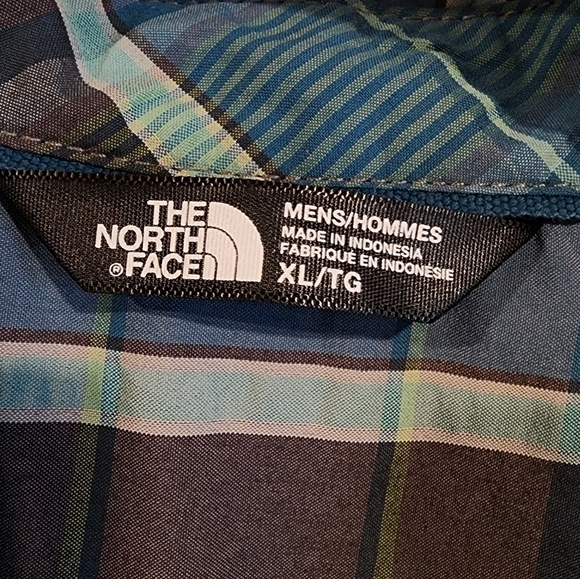 THE
NORTH
®FACE
MENS/HOMMES
MADE IN INDONESIA
FABRIQUÉ EN INDONÉSIE
XL/TG